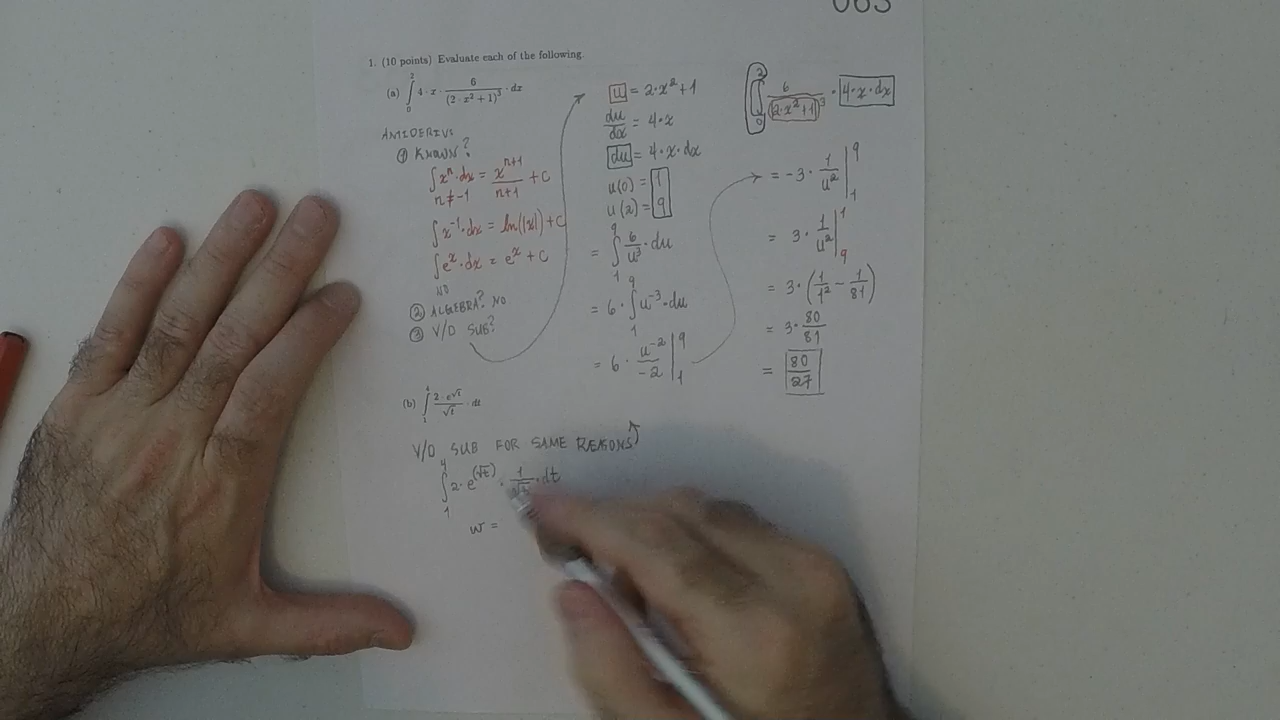 063
1. (10 points) Evaluate each of the following.
(a) ∫₀² 4 · x · 6/(2 · x² + 1)³ · dx
ANTIDERIV:
① KNOWN?
∫xⁿ·dx = xⁿ⁺¹/(n+1) + C
n ≠ -1
∫x⁻¹·dx = ln(|x|) + C
∫eˣ·dx = eˣ + C
NO
② ALGEBRA? NO
③ V/O SUB?
u = 2·x² + 1
du/dx = 4·x
du = 4·x·dx
u(0) = 1
u(2) = 9
= ∫₁⁹ 6/u³ · du
= 6 · ∫₁⁹ u⁻³·du
= 6 · u⁻²/-2 |₁⁹
∫₀² 6/(2·x²+1)³ · 4·x·dx
= -3 · 1/u² |₁⁹
= 3 · 1/u² |₉¹
= 3 · (1/1² - 1/81)
= 3 · 80/81
= 80/27
(b) ∫₁⁴ 2 · e^√t/√t · dt
V/O SUB FOR SAME REASONS
∫₁⁴ 2 · e^(√t) · 1/√t · dt
w =